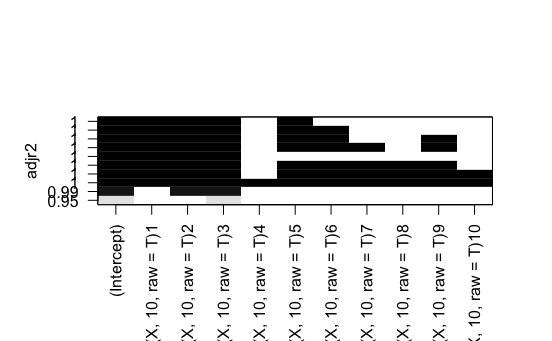 adjr2
1
1
1
1
1
1
1
1
0.99
0.95
(Intercept)
(X, 10, raw = T)1
(X, 10, raw = T)2
(X, 10, raw = T)3
(X, 10, raw = T)4
(X, 10, raw = T)5
(X, 10, raw = T)6
(X, 10, raw = T)7
(X, 10, raw = T)8
(X, 10, raw = T)9
X, 10, raw = T)10